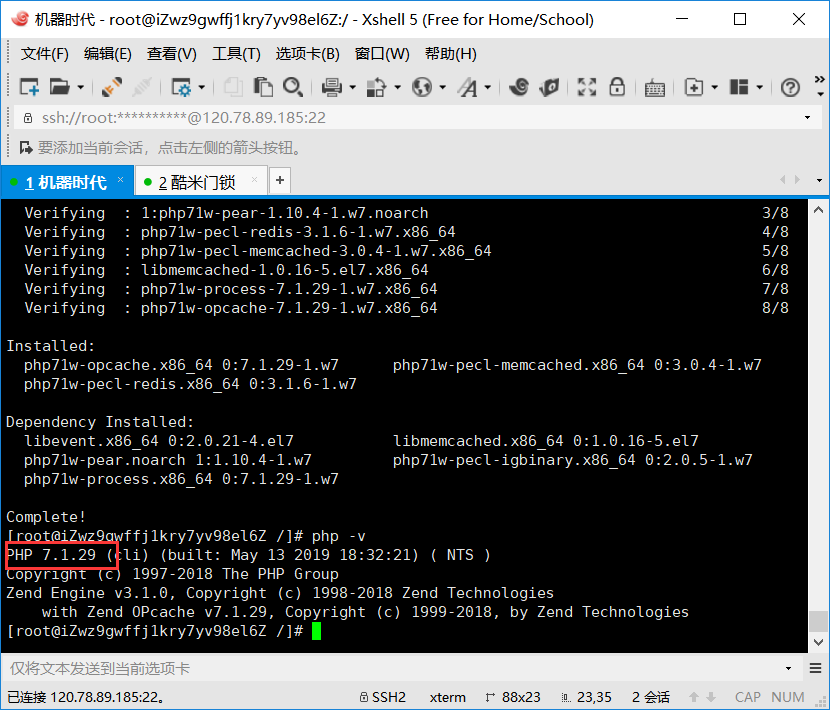 机器时代 - root@iZwz9gwffj1kry7yv98el6Z:/ - Xshell 5 (Free for Home/School)
文件(F) 编辑(E) 查看(V) 工具(T) 选项卡(B) 窗口(W) 帮助(H)
ssh://root:**********@120.78.89.185:22
要添加当前会话，点击左侧的箭头按钮。
1 机器时代 × 2 酷米门锁 × +
Verifying : 1:php71w-pear-1.10.4-1.w7.noarch 3/8
Verifying : php71w-pecl-redis-3.1.6-1.w7.x86_64 4/8
Verifying : php71w-pecl-memcached-3.0.4-1.w7.x86_64 5/8
Verifying : libmemcached-1.0.16-5.el7.x86_64 6/8
Verifying : php71w-process-7.1.29-1.w7.x86_64 7/8
Verifying : php71w-opcache-7.1.29-1.w7.x86_64 8/8
Installed:
php71w-opcache.x86_64 0:7.1.29-1.w7 php71w-pecl-memcached.x86_64 0:3.0.4-1.w7
php71w-pecl-redis.x86_64 0:3.1.6-1.w7
Dependency Installed:
libevent.x86_64 0:2.0.21-4.el7 libmemcached.x86_64 0:1.0.16-5.el7
php71w-pear.noarch 1:1.10.4-1.w7 php71w-pecl-igbinary.x86_64 0:2.0.5-1.w7
php71w-process.x86_64 0:7.1.29-1.w7
Complete!
[root@iZwz9gwffj1kry7yv98el6Z /]# php -v
PHP 7.1.29 (cli) (built: May 13 2019 18:32:21) ( NTS )
Copyright (c) 1997-2018 The PHP Group
Zend Engine v3.1.0, Copyright (c) 1998-2018 Zend Technologies
with Zend OPcache v7.1.29, Copyright (c) 1999-2018, by Zend Technologies
[root@iZwz9gwffj1kry7yv98el6Z /]#
仅将文本发送到当前选项卡
已连接 120.78.89.185:22。 SSH2 xterm 88x23 23,35 2 会话 CAP NUM